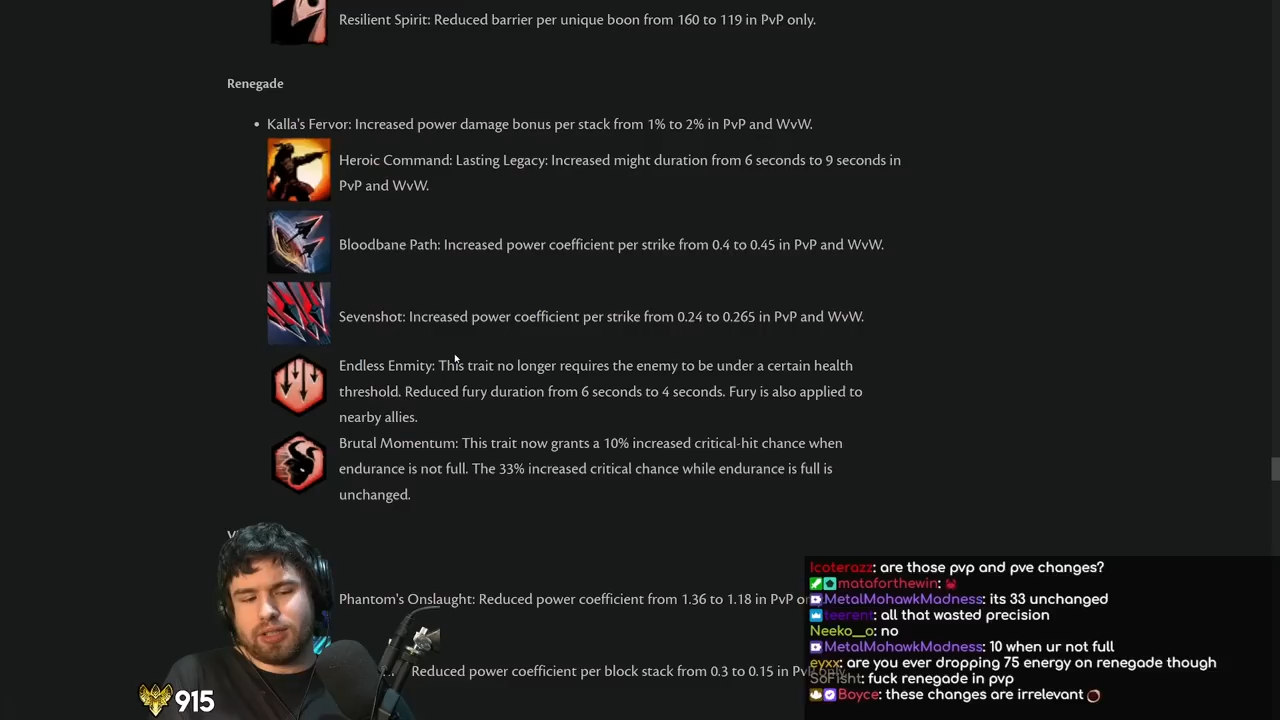 Resilient Spirit: Reduced barrier per unique boon from 160 to 119 in PvP only.
Renegade
• Kalla's Fervor: Increased power damage bonus per stack from 1% to 2% in PvP and WvW.
Heroic Command: Lasting Legacy: Increased might duration from 6 seconds to 9 seconds in
PvP and WvW.
Bloodbane Path: Increased power coefficient per strike from 0.4 to 0.45 in PvP and WvW.
Sevenshot: Increased power coefficient per strike from 0.24 to 0.265 in PvP and WvW.
Endless Enmity: This trait no longer requires the enemy to be under a certain health
threshold. Reduced fury duration from 6 seconds to 4 seconds. Fury is also applied to
nearby allies.
Brutal Momentum: This trait now grants a 10% increased critical-hit chance when
endurance is not full. The 33% increased critical chance while endurance is full is
unchanged.
Phantom's Onslaught: Reduced power coefficient from 1.36 to 1.18 in PvP
Reduced power coefficient per block stack from 0.3 to 0.15 in PvP only.
915
Icoterazz: are those pvp and pve changes?
mataforthewin:
MetalMohawkMadness: its 33 unchanged
teerent: all that wasted precision
Neeko__o: no
MetalMohawkMadness: 10 when ur not full
eyxx: are you ever dropping 75 energy on renegade though
SoFisht: fuck renegade in pvp
Boyce: these changes are irrelevant